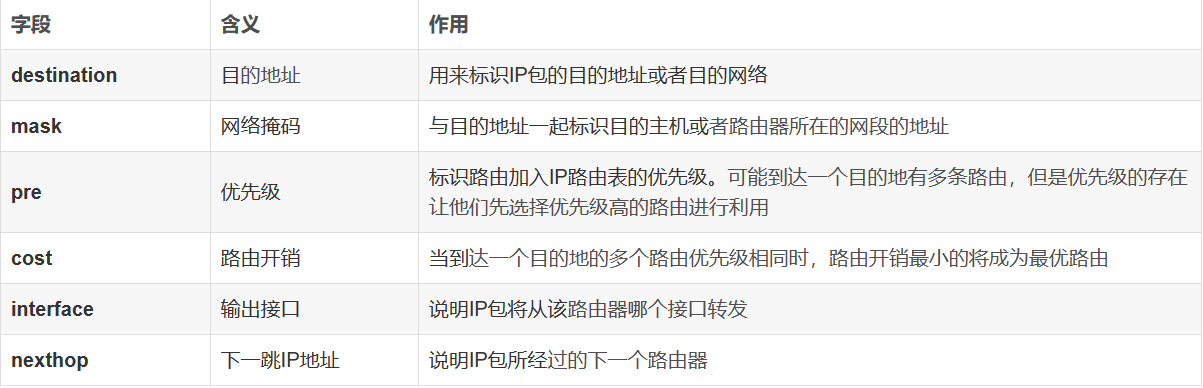 字段 含义 作用
destination 目的地址 用来标识IP包的目的地址或者目的网络
mask 网络掩码 与目的地址一起标识目的主机或者路由器所在的网段的地址
pre 优先级 标识路由加入IP路由表的优先级。可能到达一个目的地有多条路由，但是优先级的存在
让他们先选择优先级高的路由进行利用
cost 路由开销 当到达一个目的地的多个路由优先级相同时，路由开销最小的将成为最优路由
interface 输出接口 说明IP包将从该路由器哪个接口转发
nexthop 下一跳IP地址 说明IP包所经过的下一个路由器